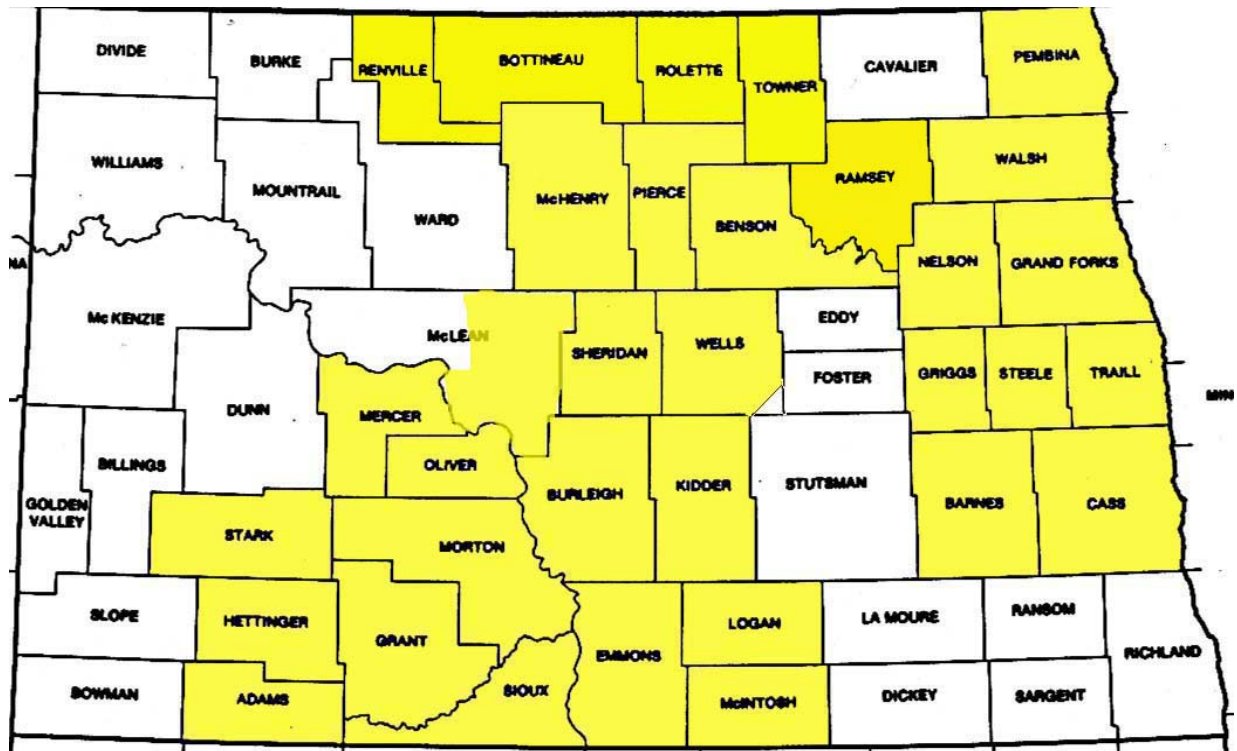 DIVIDE
BURKE
RENVILLE
BOTTINEAU
ROLETTE
TOWNER
CAVALIER
PEMBINA
WILLIAMS
MOUNTRAIL
WARD
McHENRY
PIERCE
BENSON
RAMSEY
WALSH
NELSON
GRAND FORKS
NA
McKENZIE
McLEAN
SHERIDAN
WELLS
EDDY
FOSTER
GRIGGS
STEELE
TRAILL
MIN
DUNN
MERCER
OLIVER
BILLINGS
GOLDEN
VALLEY
BURLEIGH
KIDDER
STUTSMAN
BARNES
CASS
STARK
MORTON
SLOPE
HETTINGER
GRANT
EMMONS
LOGAN
LA MOURE
RANSOM
RICHLAND
BOWMAN
ADAMS
SIOUX
McINTOSH
DICKEY
SARGENT